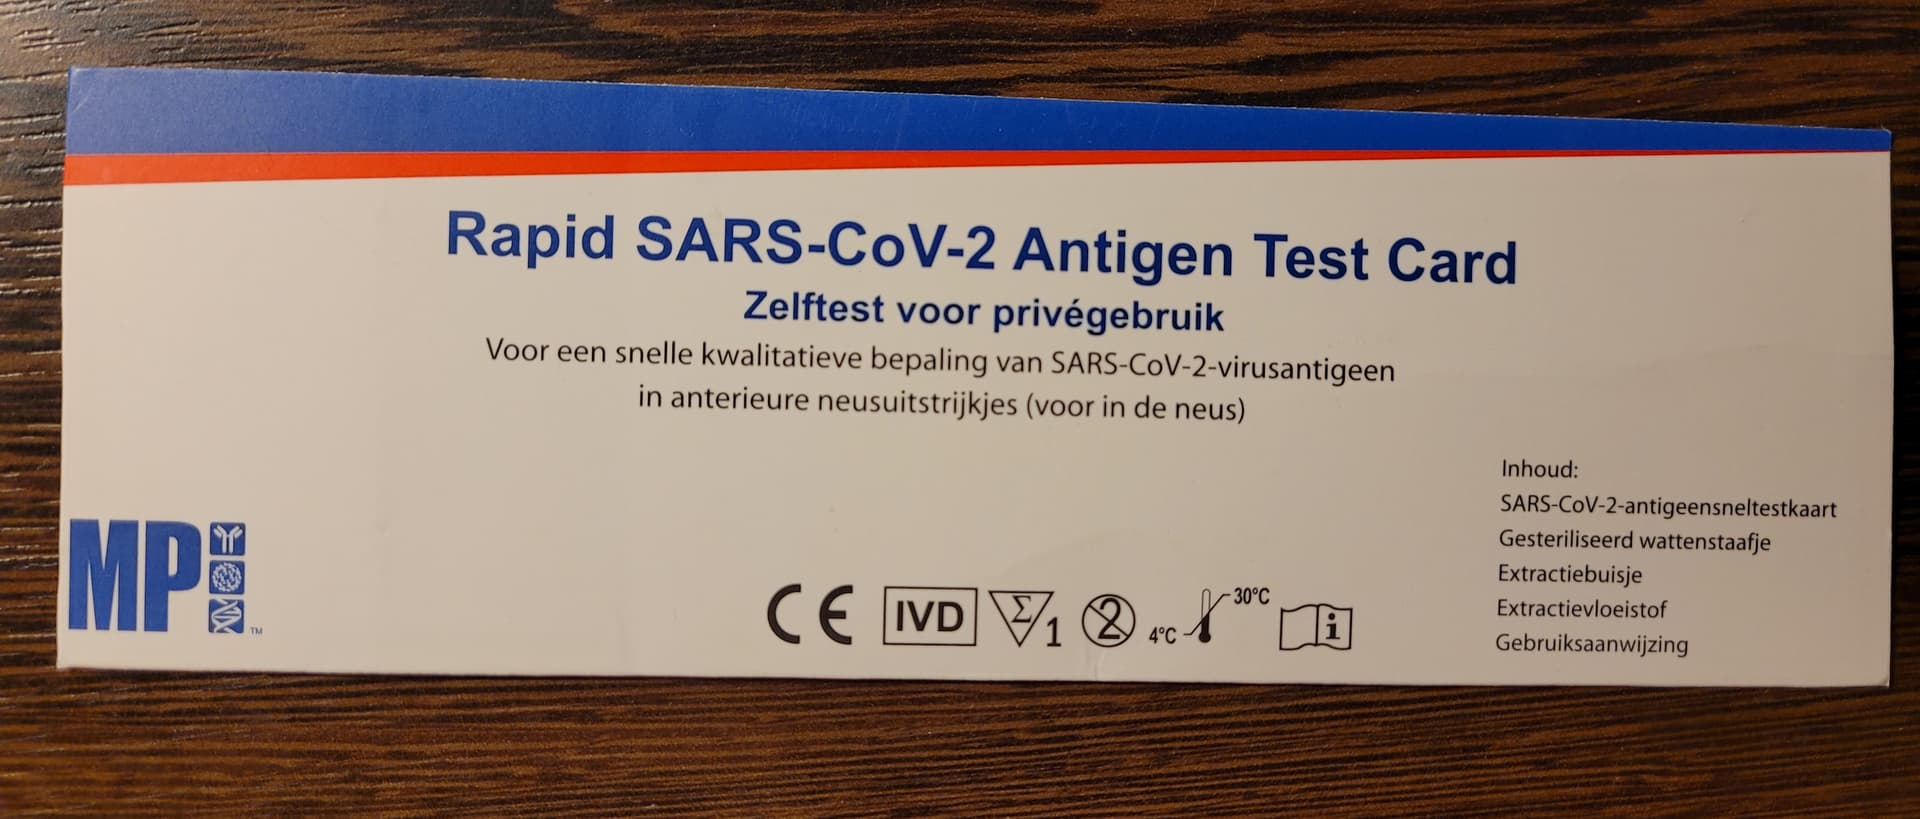 Rapid SARS-CoV-2 Antigen Test Card
Zelftest voor privégebruik
Voor een snelle kwalitatieve bepaling van SARS-CoV-2-virusantigeen
in anterieure neusuitstrijkjes (voor in de neus)
Inhoud:
SARS-CoV-2-antigeensneltestkaart
Gesteriliseerd wattenstaafje
Extractiebuisje
Extractievloeistof
Gebruiksaanwijzing
MP ™
CE IVD Σ 1 2 4°C 30°C i